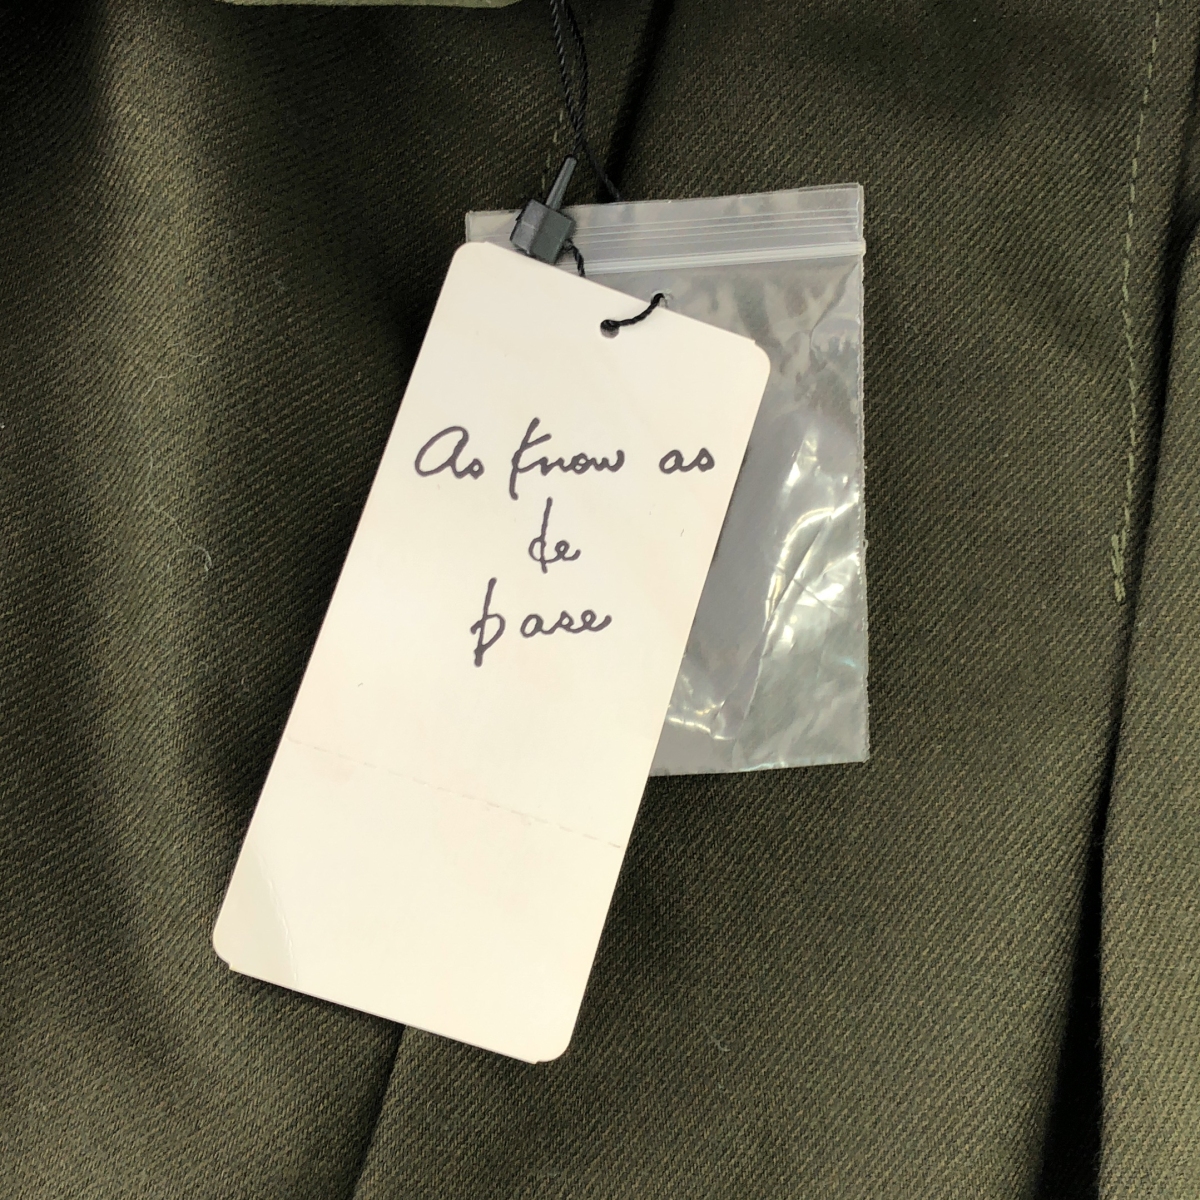 As know as
de
base